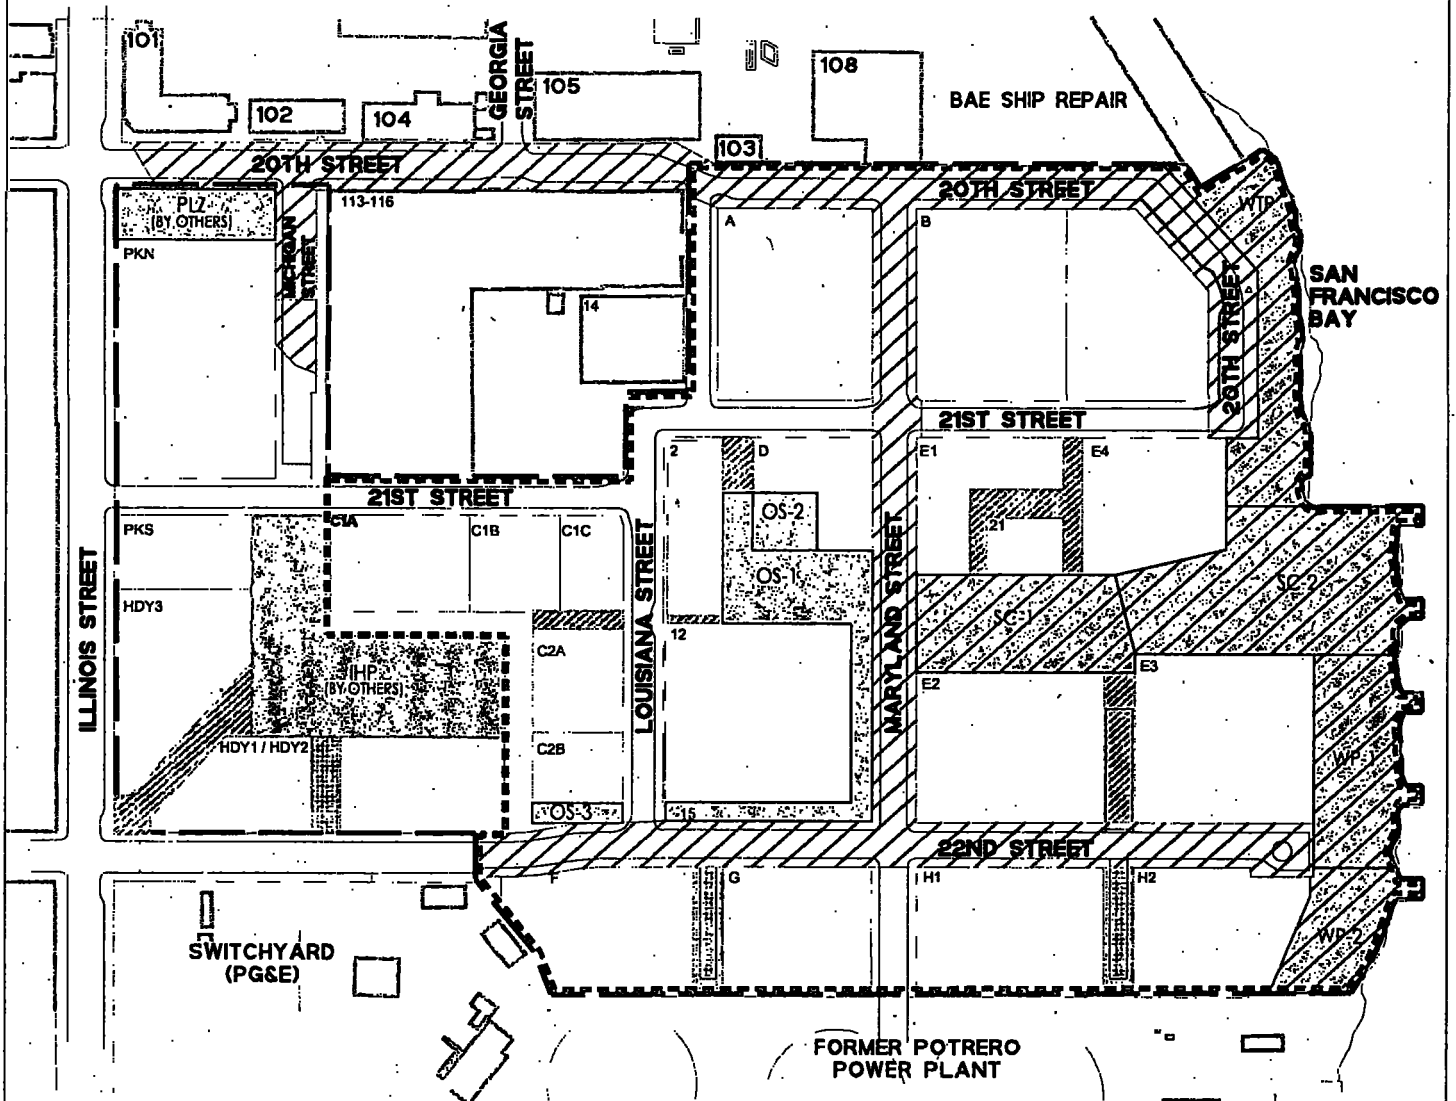 101
GEORGIA
STREET
105
108
BAE SHIP REPAIR
102
104
103
20TH STREET
20TH STREET
WTP
PLZ
(BY OTHERS)
113-116
A
B
PKN
MICHIGAN
STREET
14
20TH STREET
SAN
FRANCISCO
BAY
21ST STREET
2
D
E1
E4
21ST STREET
PKS
C1A
C1B
C1C
OS-2
21
ILLINOIS STREET
LOUISIANA STREET
MARYLAND STREET
OS-1
SC-1
SC-2
HDY3
12
C2A
IHP
(BY OTHERS)
E2
E3
HDY1 / HDY2
C2B
WP-1
OS-3
15
22ND STREET
F
G
H1
H2
WP-2
SWITCHYARD
(PG&E)
FORMER POTRERO
POWER PLANT